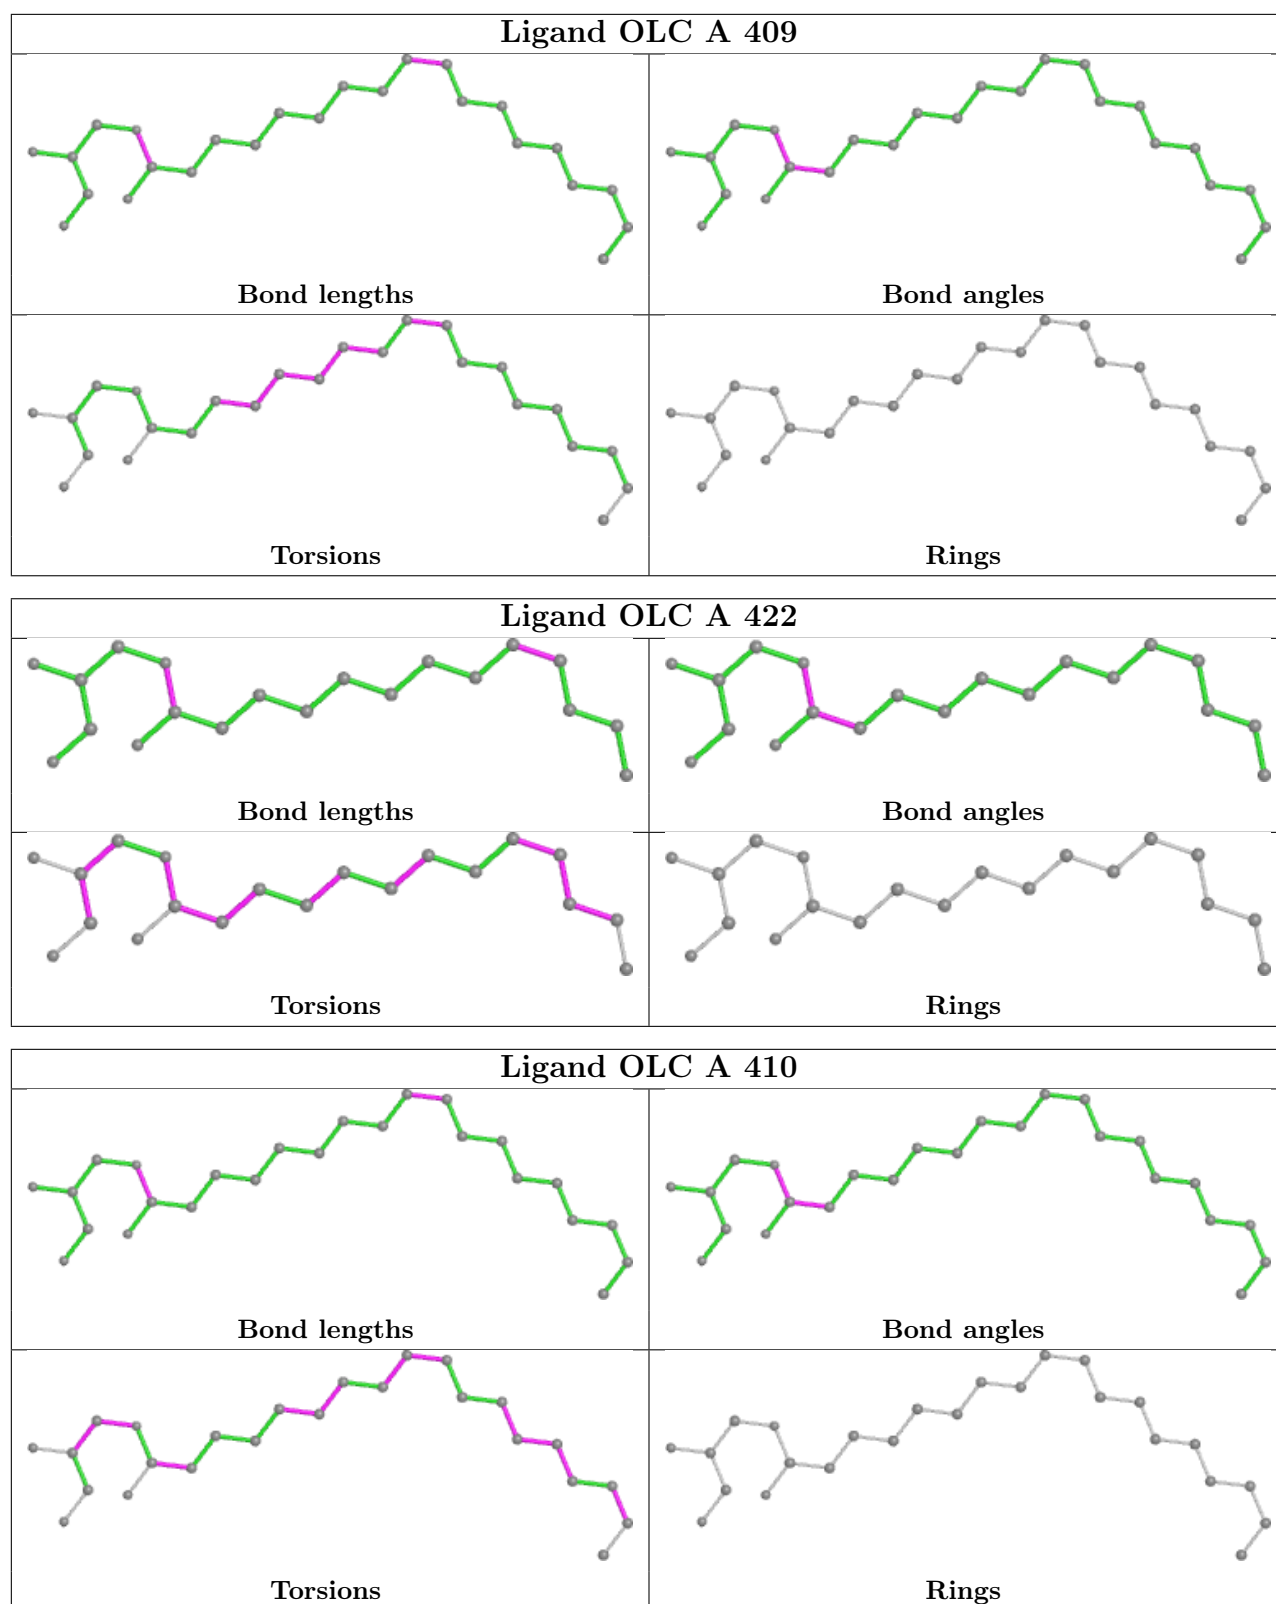 Ligand OLC A 409
Bond lengths
Bond angles
Torsions
Rings
Ligand OLC A 422
Bond lengths
Bond angles
Torsions
Rings
Ligand OLC A 410
Bond lengths
Bond angles
Torsions
Rings